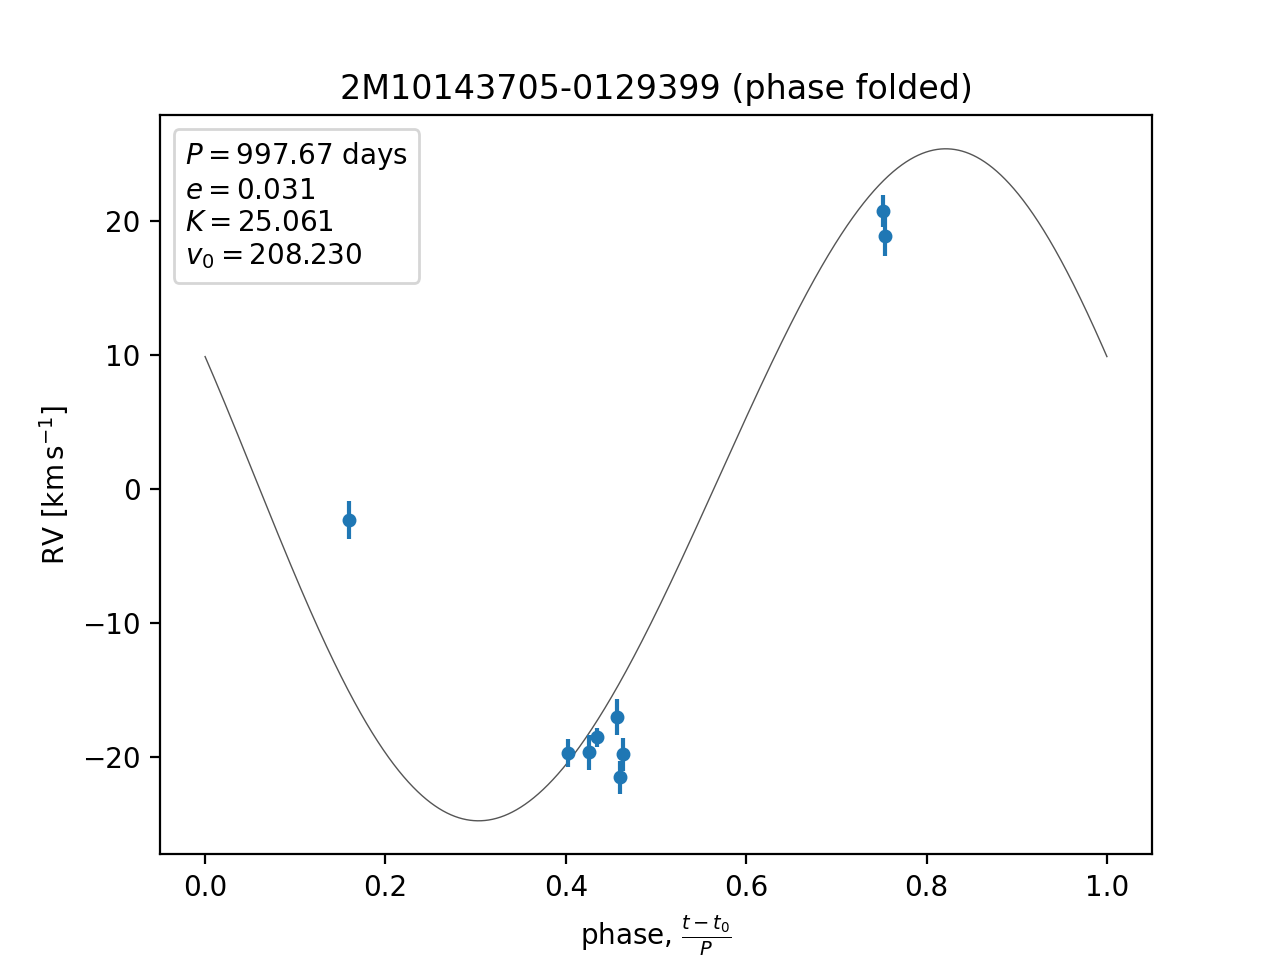 2M10143705-0129399 (phase folded)
P = 997.67 days
e = 0.031
K = 25.061
v₀ = 208.230
20
10
0
−10
−20
RV [km s⁻¹]
0.0 0.2 0.4 0.6 0.8 1.0
phase, (t − t₀)/P